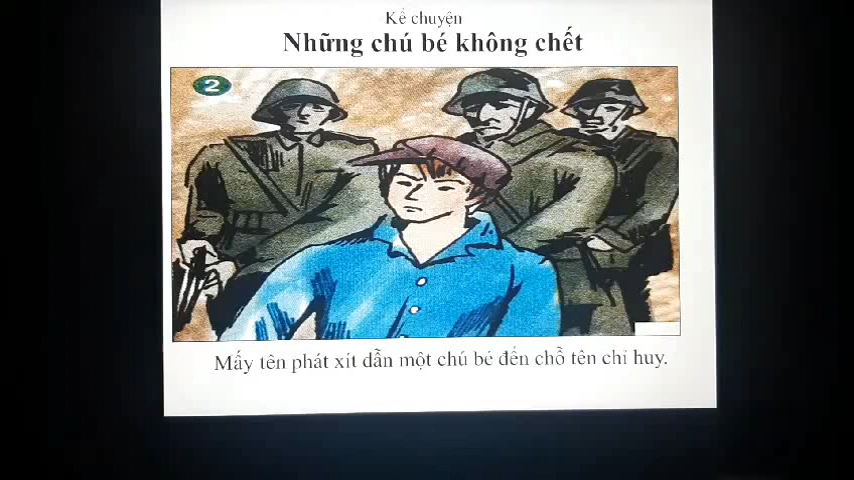 Kể chuyện
Những chú bé không chết
2
Mấy tên phát xít dẫn một chú bé đến chỗ tên chỉ huy.